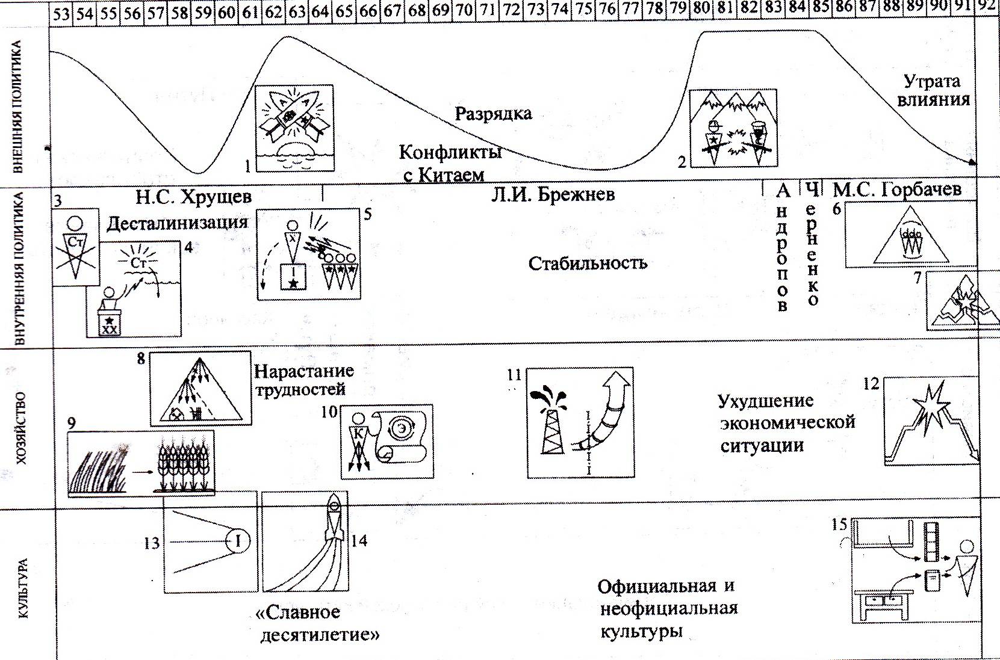 53 54 55 56 57 58 59 60 61 62 63 64 65 66 67 68 69 70 71 72 73 74 75 76 77 78 79 80 81 82 83 84 85 86 87 88 89 90 91 92
ВНЕШНЯЯ ПОЛИТИКА
А А
1
Разрядка
Конфликты
с Китаем
2
Утрата
влияния
ВНУТРЕННЯЯ ПОЛИТИКА
Н.С. Хрущев
Л.И. Брежнев
Андропов
Черненко
М.С. Горбачев
3
Ст
Десталинизация
4
Ст
XX
5
Х
Стабильность
6
7
ХОЗЯЙСТВО
8
Нарастание
трудностей
9
10
К
Э
11
Ухудшение
экономической
ситуации
12
КУЛЬТУРА
13
I
14
«Славное
десятилетие»
Официальная и
неофициальная
культуры
15